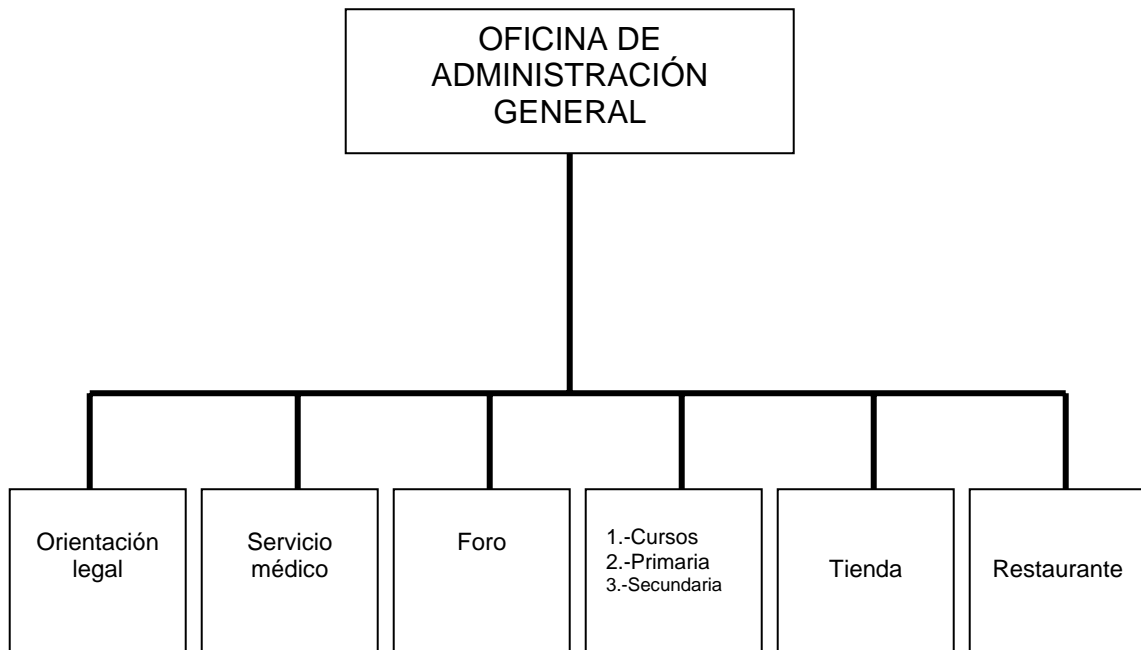 OFICINA DE
ADMINISTRACIÓN
GENERAL
Orientación
legal
Servicio
médico
Foro
1.-Cursos
2.-Primaria
3.-Secundaria
Tienda
Restaurante